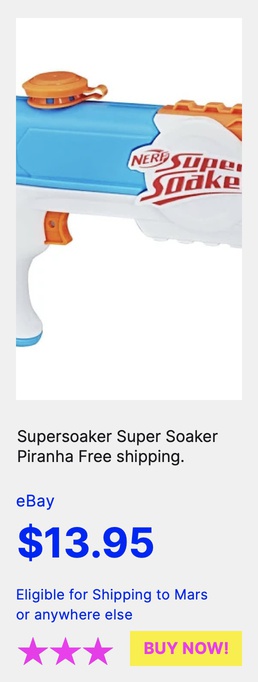 NERF Super
Soake
Supersoaker Super Soaker
Piranha Free shipping.
eBay
$13.95
Eligible for Shipping to Mars
or anywhere else
BUY NOW!